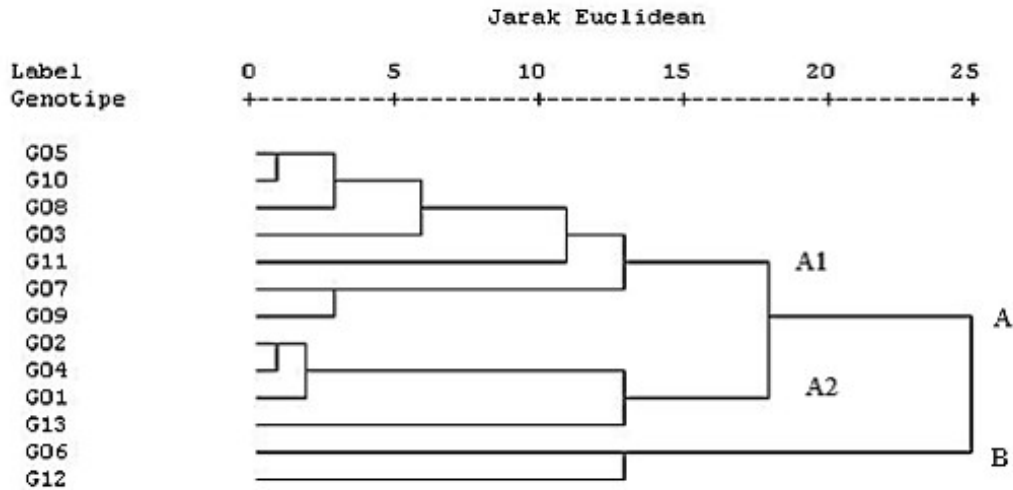 Jarak Euclidean
Label 0 5 10 15 20 25
Genotipe
G05
G10
G08
G03
G11
A1
G07
G09
A
G02
G04
A2
G01
G13
G06
B
G12